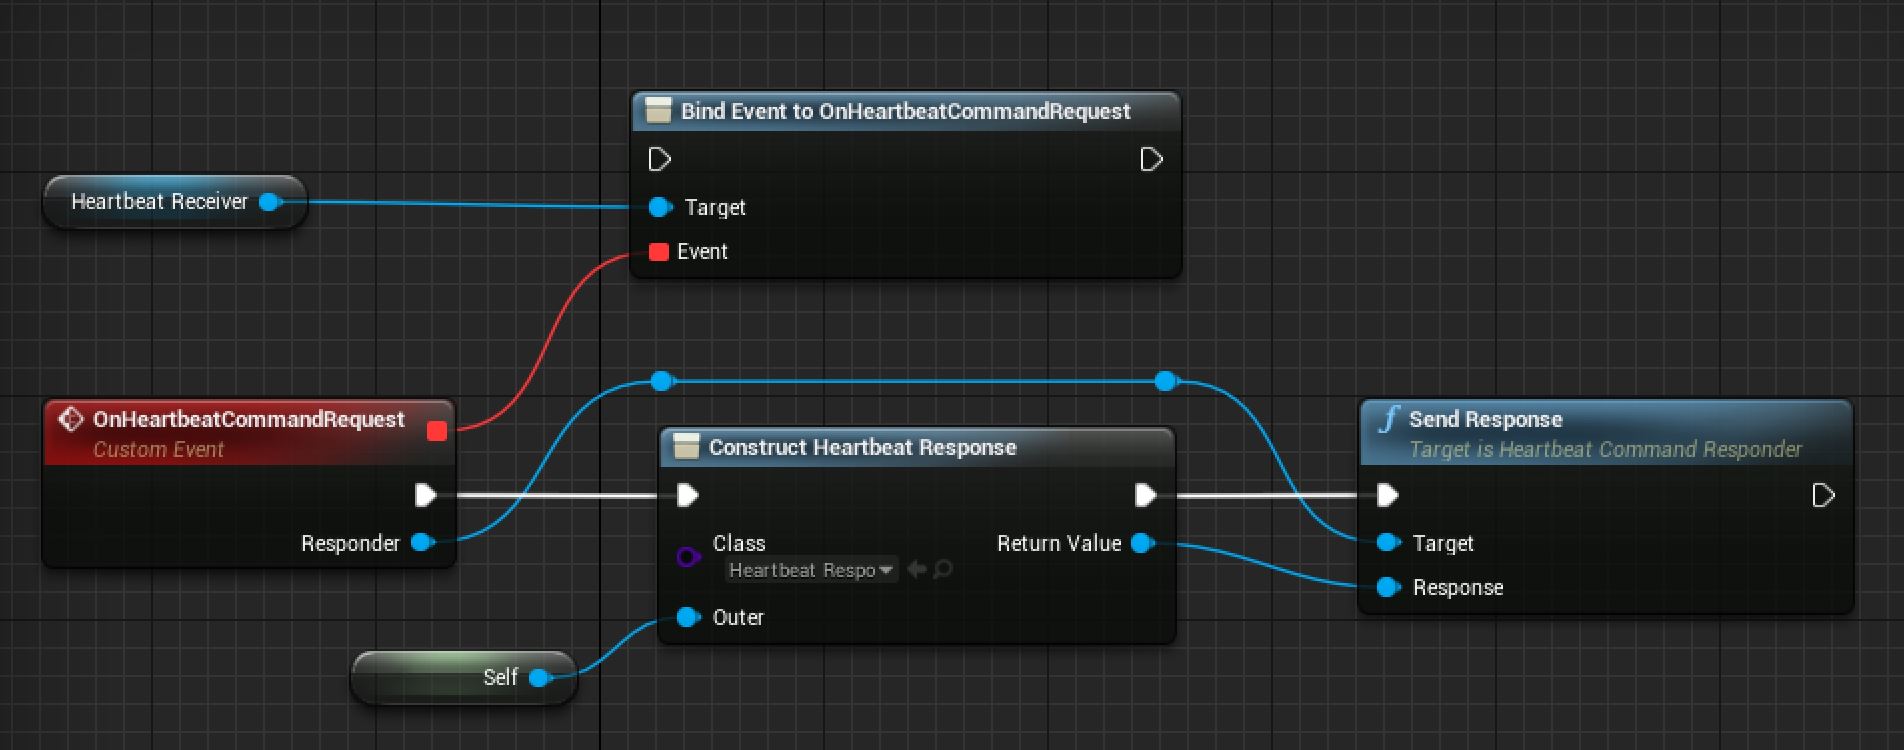 Bind Event to OnHeartbeatCommandRequest
Heartbeat Receiver
Target
Event
OnHeartbeatCommandRequest
Custom Event
Responder
Construct Heartbeat Response
Class
Heartbeat Respo
Return Value
Outer
Self
Send Response
Target is Heartbeat Command Responder
Target
Response